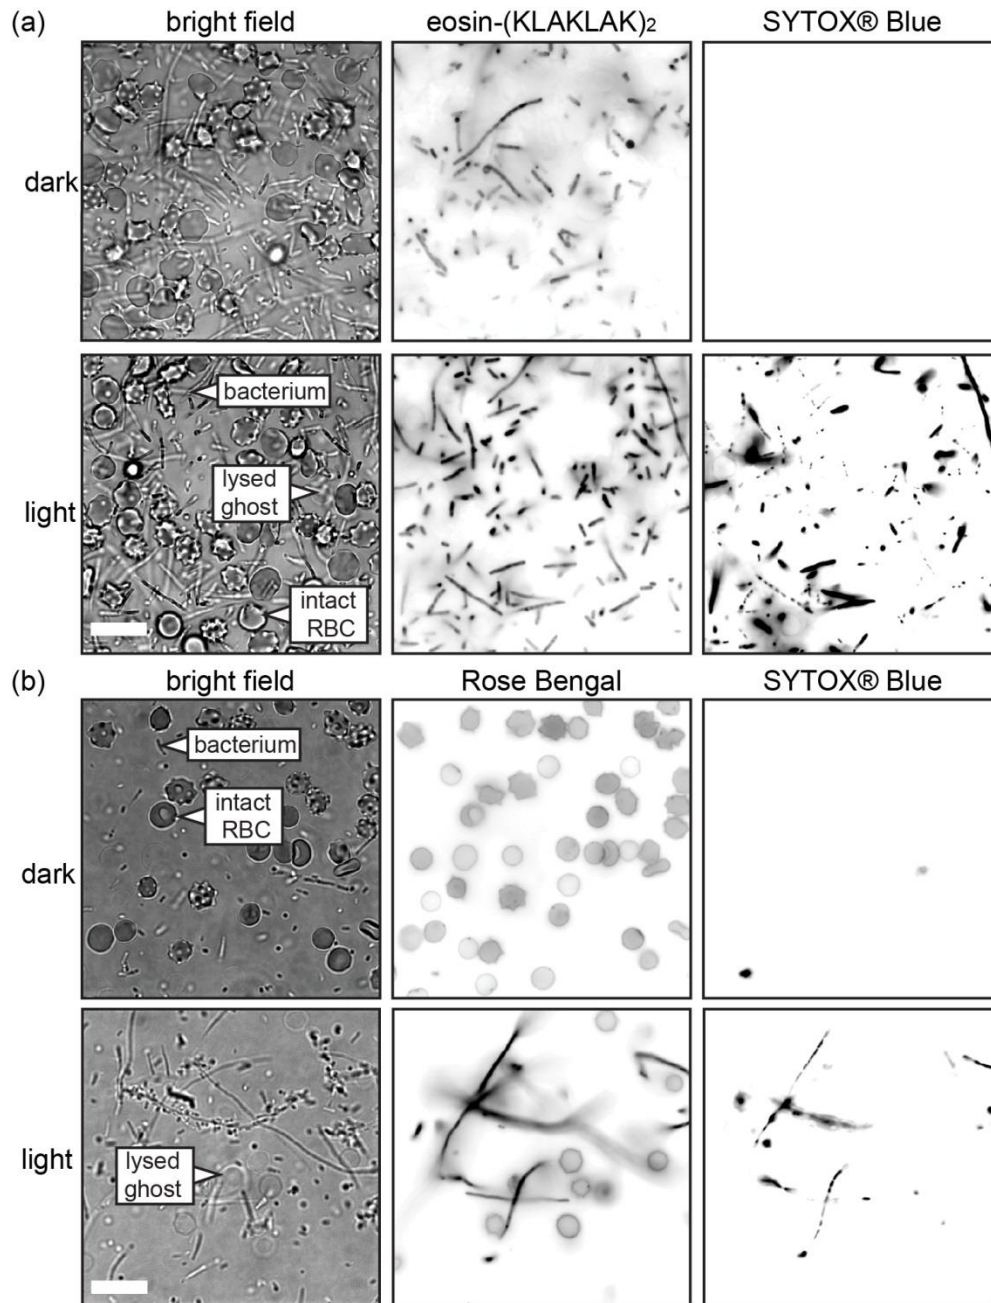 (a) bright field eosin-(KLAKLAK)2 SYTOX® Blue
dark
bacterium
lysed
ghost
light
intact
RBC
(b) bright field Rose Bengal SYTOX® Blue
bacterium
intact
RBC
dark
lysed
ghost
light